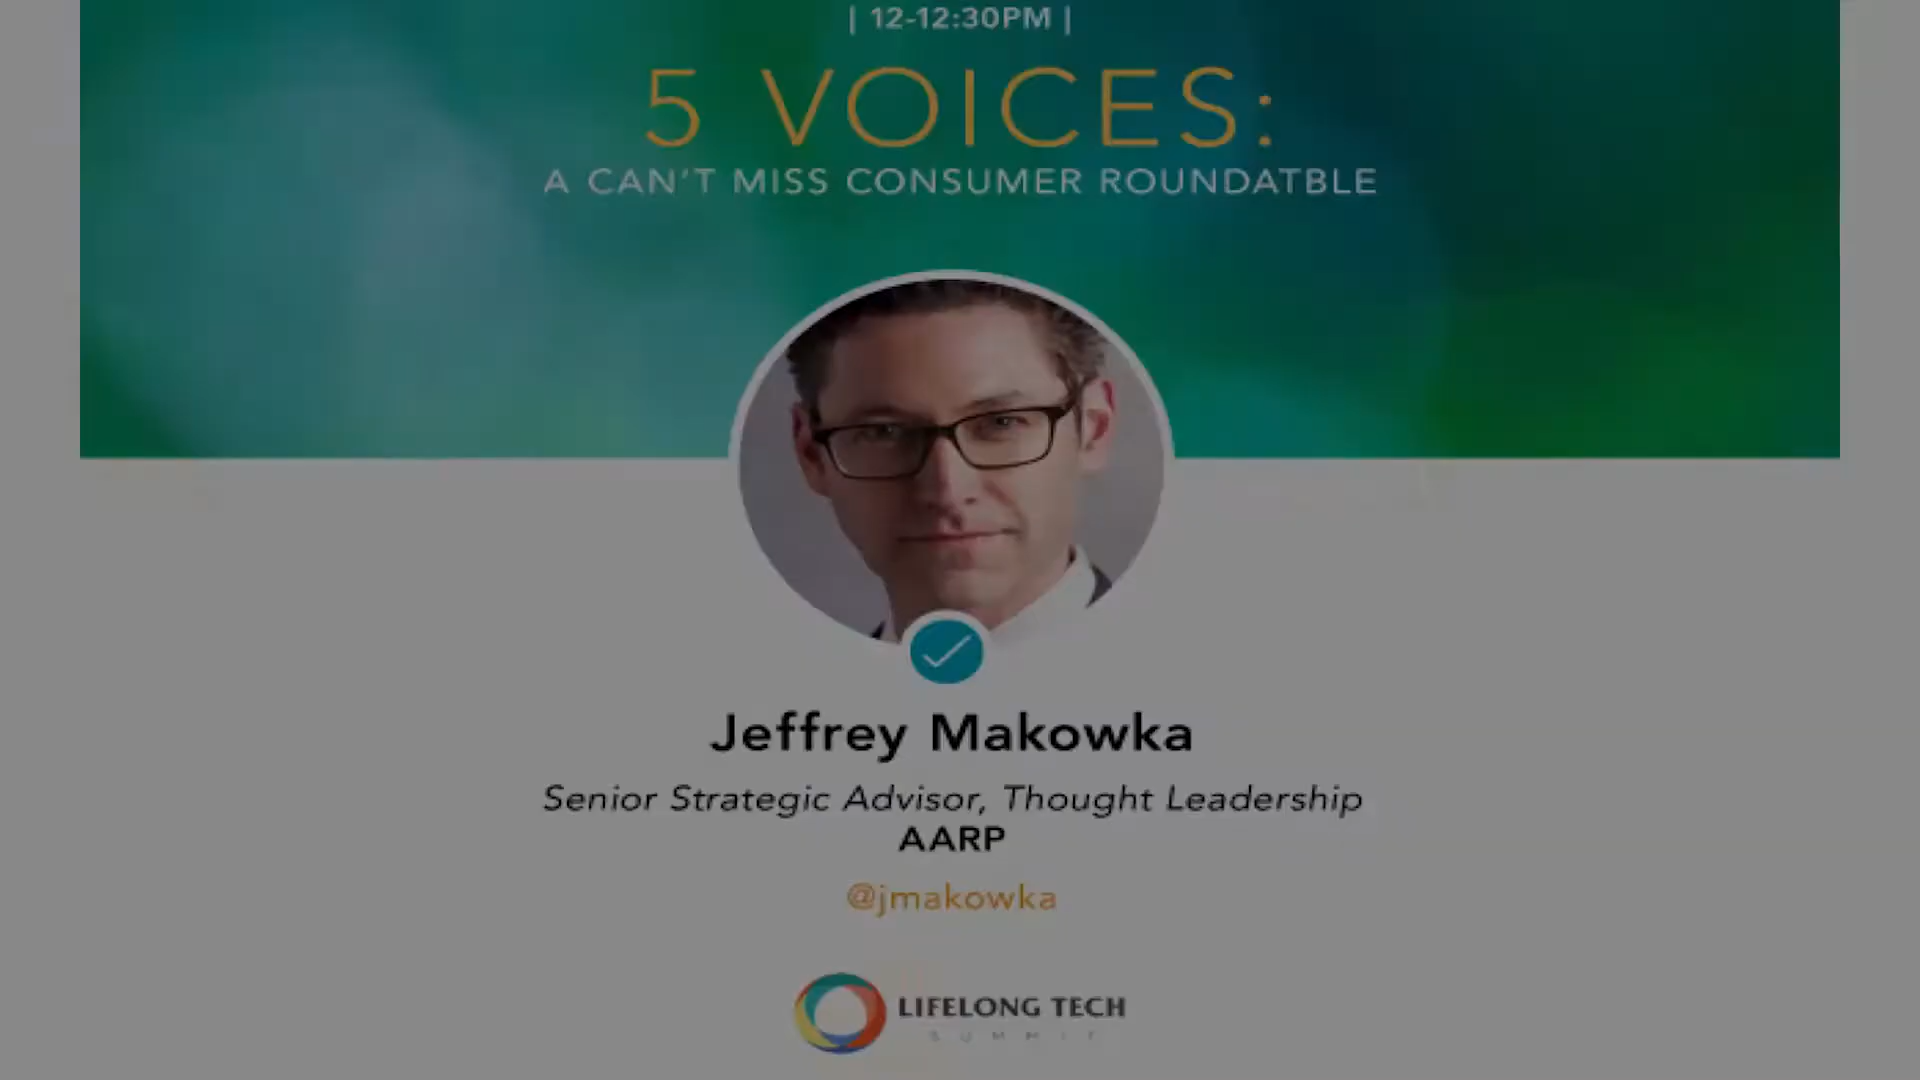 | 12-12:30PM |
5 VOICES:
A CAN'T MISS CONSUMER ROUNDATBLE
Jeffrey Makowka
Senior Strategic Advisor, Thought Leadership
AARP
@jmakowka
LIFELONG TECH
SUMMIT